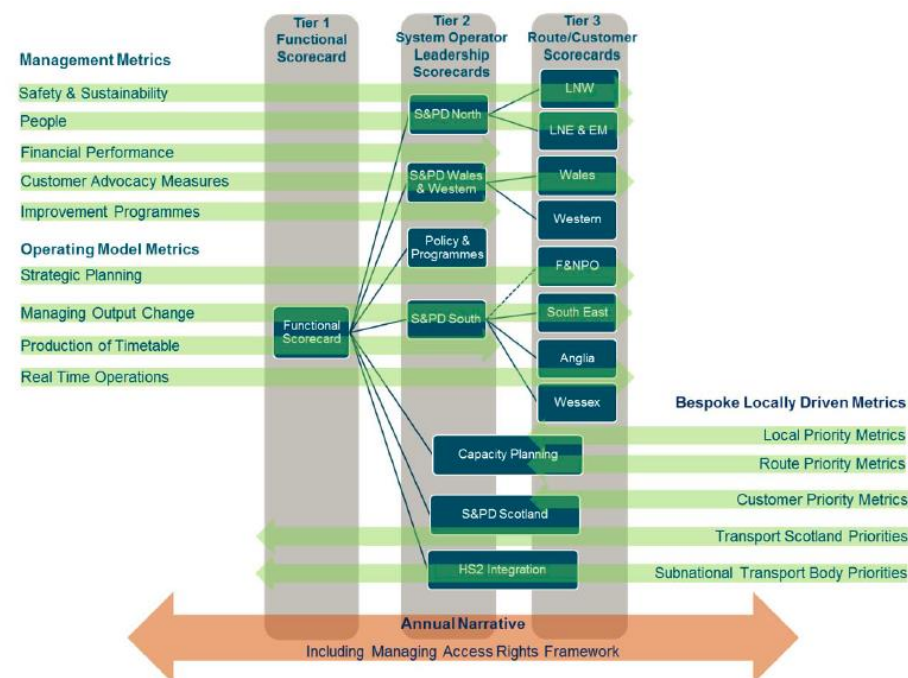 Tier 1
Functional
Scorecard
Tier 2
System Operator
Leadership
Scorecards
Tier 3
Route/Customer
Scorecards
Management Metrics
Safety & Sustainability
People
Financial Performance
Customer Advocacy Measures
Improvement Programmes
Operating Model Metrics
Strategic Planning
Managing Output Change
Production of Timetable
Real Time Operations
Functional
Scorecard
S&PD North
S&PD Wales
& Western
Policy &
Programmes
S&PD South
LNW
LNE & EM
Wales
Western
F&NPO
South East
Anglia
Wessex
Capacity Planning
S&PD Scotland
HS2 Integration
Bespoke Locally Driven Metrics
Local Priority Metrics
Route Priority Metrics
Customer Priority Metrics
Transport Scotland Priorities
Subnational Transport Body Priorities
Annual Narrative
Including Managing Access Rights Framework